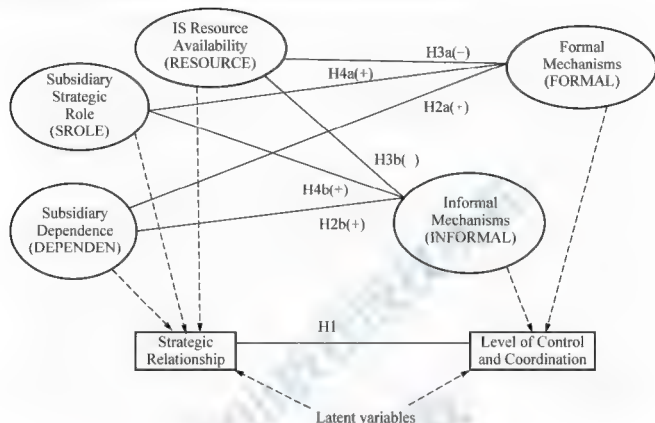 IS Resource
Availability
(RESOURCE)
H3a(−)
Formal
Mechanisms
(FORMAL)
H4a(+)
Subsidiary
Strategic
Role
(SROLE)
H2a(+)
H3b( )
Subsidiary
Dependence
(DEPENDEN)
H4b(+)
H2b(+)
Informal
Mechanisms
(INFORMAL)
H1
Strategic
Relationship
Level of Control
and Coordination
Latent variables